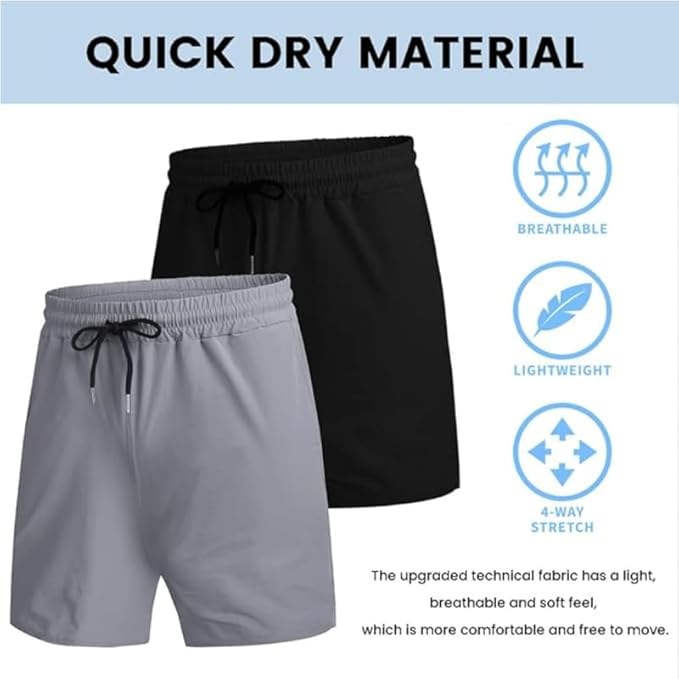 QUICK DRY MATERIAL
BREATHABLE
LIGHTWEIGHT
4-WAY
STRETCH
The upgraded technical fabric has a light,
breathable and soft feel,
which is more comfortable and free to move.